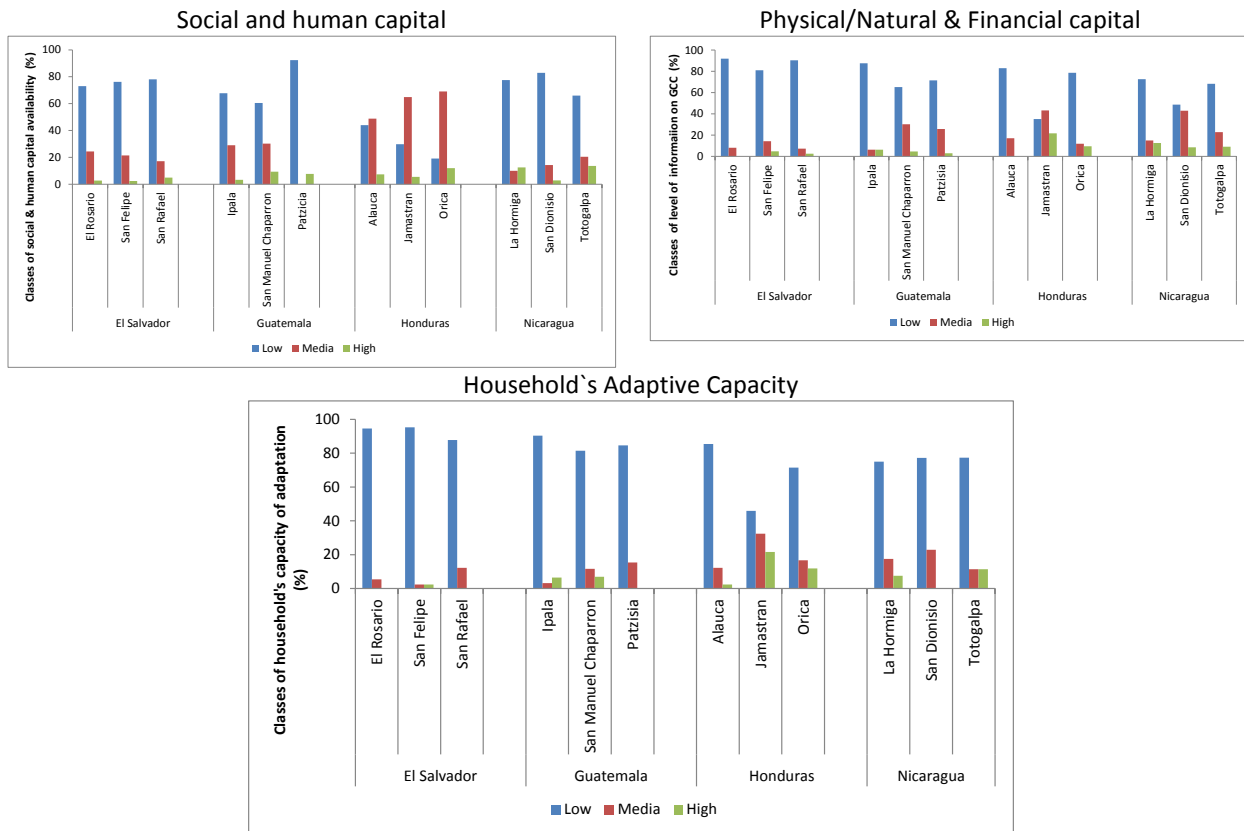 Social and human capital
Classes of social & human capital availability (%)
100
80
60
40
20
0
El Rosario
San Felipe
San Rafael
Ipala
San Manuel Chaparron
Patzicia
Alauca
Jamastran
Orica
La Hormiga
San Dionisio
Totogalpa
El Salvador
Guatemala
Honduras
Nicaragua
Low
Media
High
Physical/Natural & Financial capital
Classes of level of informaiion on GCC (%)
100
80
60
40
20
0
El Rosario
San Felipe
San Rafael
Ipala
San Manuel Chaparron
Patzisia
Alauca
Jamastran
Orica
La Hormiga
San Dionisio
Totogalpa
El Salvador
Guatemala
Honduras
Nicaragua
Low
Media
High
Household`s Adaptive Capacity
Classes of household's capacity of adaptation
(%)
100
80
60
40
20
0
El Rosario
San Felipe
San Rafael
Ipala
San Manuel Chaparron
Patzisia
Alauca
Jamastran
Orica
La Hormiga
San Dionisio
Totogalpa
El Salvador
Guatemala
Honduras
Nicaragua
Low
Media
High